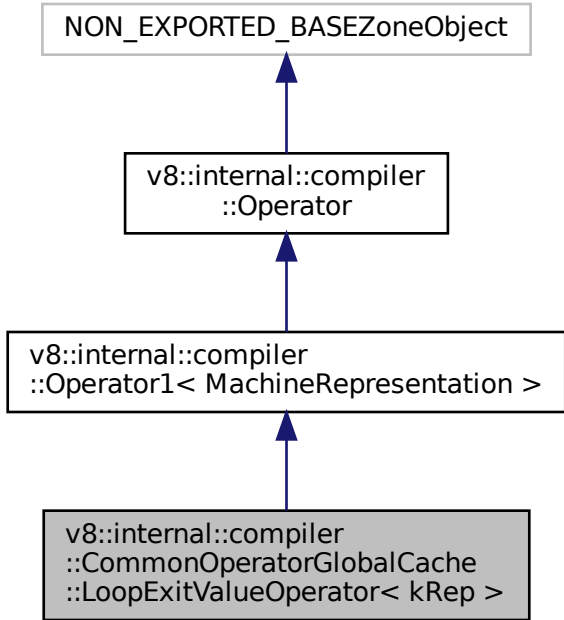 NON_EXPORTED_BASEZoneObject
v8::internal::compiler
::Operator
v8::internal::compiler
::Operator1< MachineRepresentation >
v8::internal::compiler
::CommonOperatorGlobalCache
::LoopExitValueOperator< kRep >